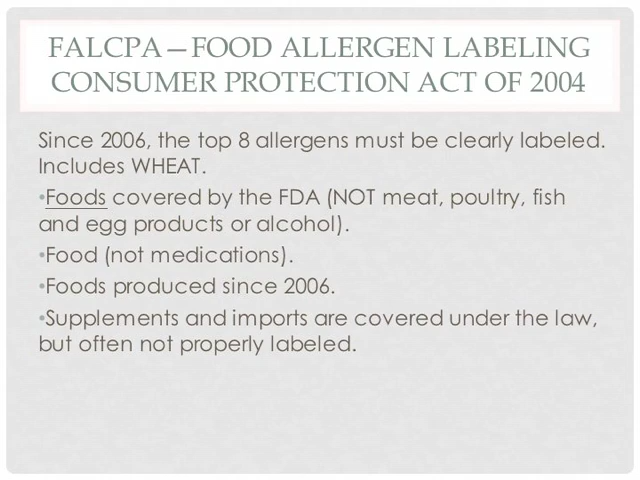 FALCPA—FOOD ALLERGEN LABELING
CONSUMER PROTECTION ACT OF 2004
Since 2006, the top 8 allergens must be clearly labeled.
Includes WHEAT.
•Foods covered by the FDA (NOT meat, poultry, fish
and egg products or alcohol).
•Food (not medications).
•Foods produced since 2006.
•Supplements and imports are covered under the law,
but often not properly labeled.